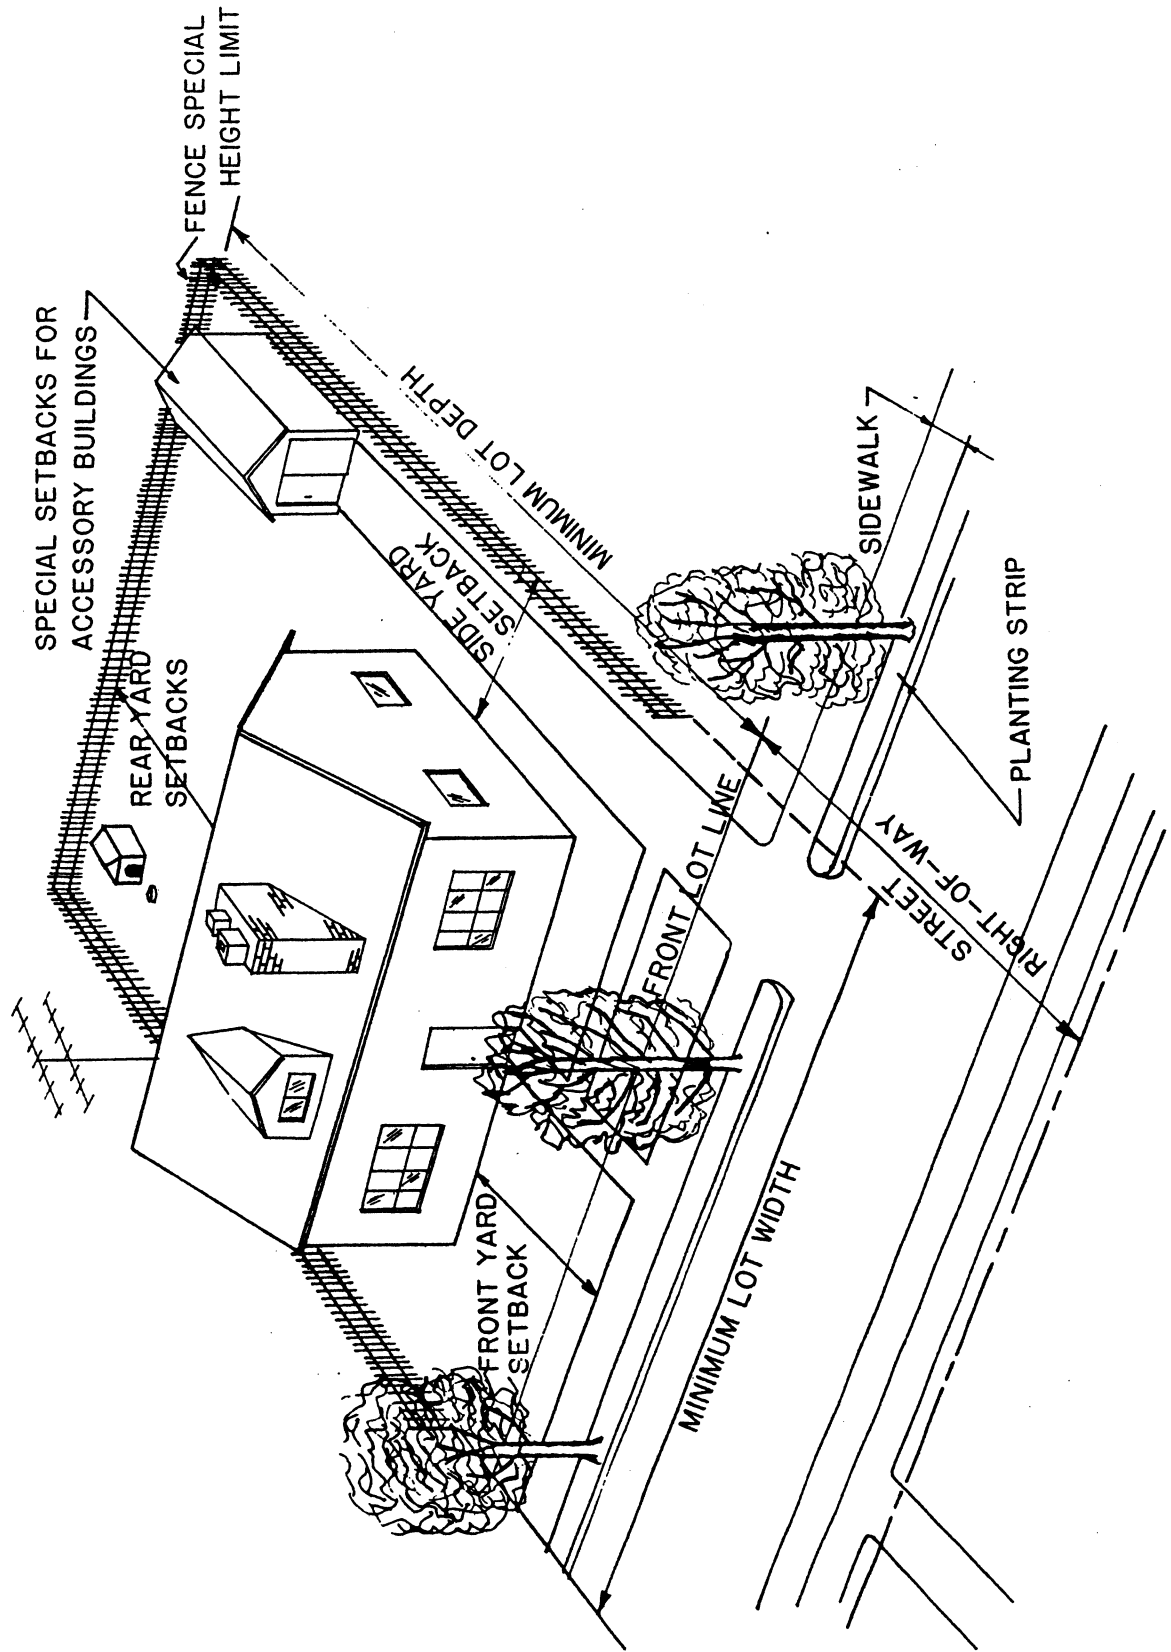 SPECIAL SETBACKS FOR
ACCESSORY BUILDINGS
FENCE SPECIAL
HEIGHT LIMIT
REAR YARD
SETBACKS
SIDE YARD
SETBACK
MINIMUM LOT DEPTH
FRONT YARD
SETBACK
FRONT LOT LINE
SIDEWALK
MINIMUM LOT WIDTH
STREET
RIGHT-OF-WAY
PLANTING STRIP